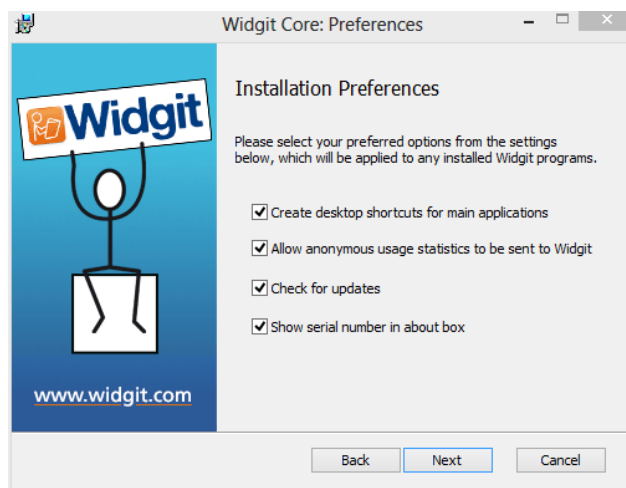 Widgit Core: Preferences
Widgit
Installation Preferences
Please select your preferred options from the settings
below, which will be applied to any installed Widgit programs.
Create desktop shortcuts for main applications
Allow anonymous usage statistics to be sent to Widgit
Check for updates
Show serial number in about box
www.widgit.com
Back Next Cancel